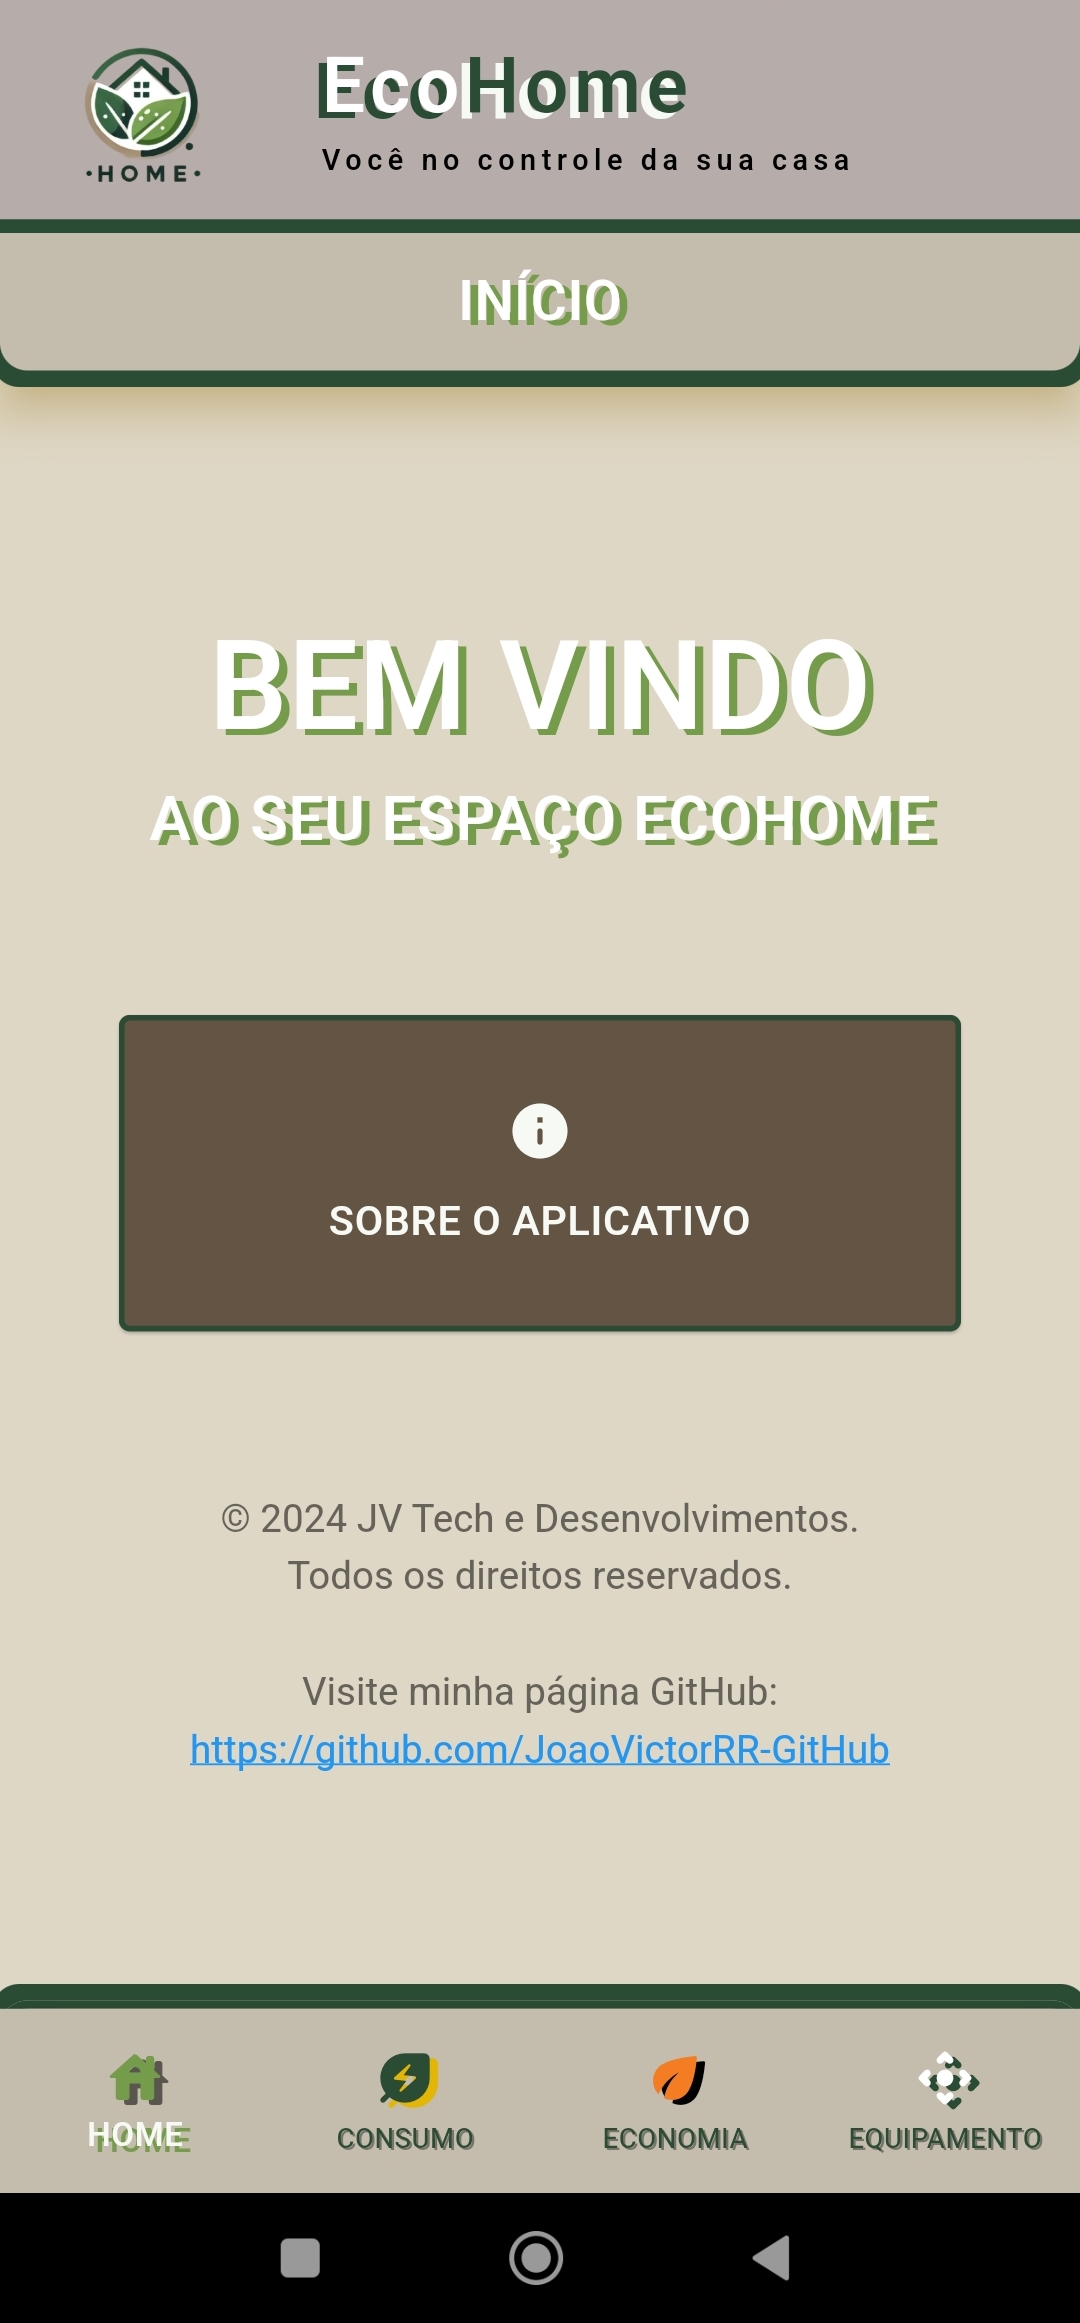 ·HOME·
EcoHome
Você no controle da sua casa
INÍCIO
BEM VINDO
AO SEU ESPAÇO ECOHOME
SOBRE O APLICATIVO
© 2024 JV Tech e Desenvolvimentos.
Todos os direitos reservados.
Visite minha página GitHub:
https://github.com/JoaoVictorRR-GitHub
HOME
CONSUMO
ECONOMIA
EQUIPAMENTO